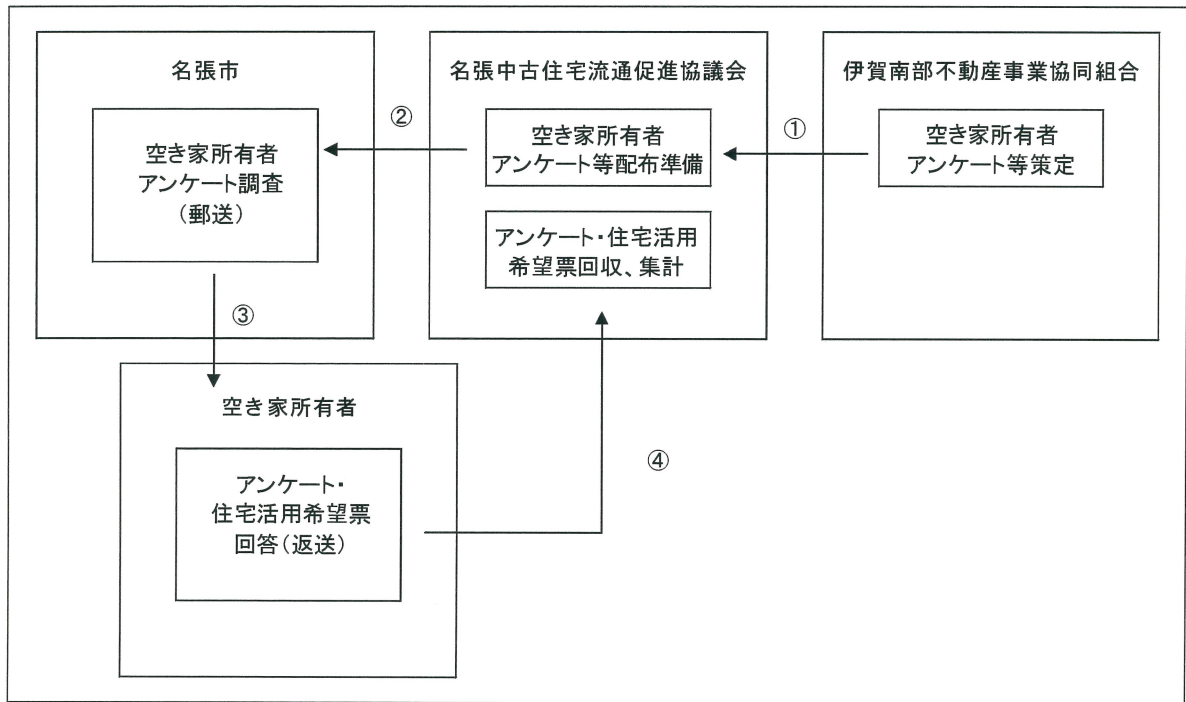 名張市
空き家所有者
アンケート調査
(郵送)
②
名張中古住宅流通促進協議会
空き家所有者
アンケート等配布準備
アンケート・住宅活用
希望票回収、集計
①
伊賀南部不動産事業協同組合
空き家所有者
アンケート等策定
③
空き家所有者
アンケート・
住宅活用希望票
回答(返送)
④